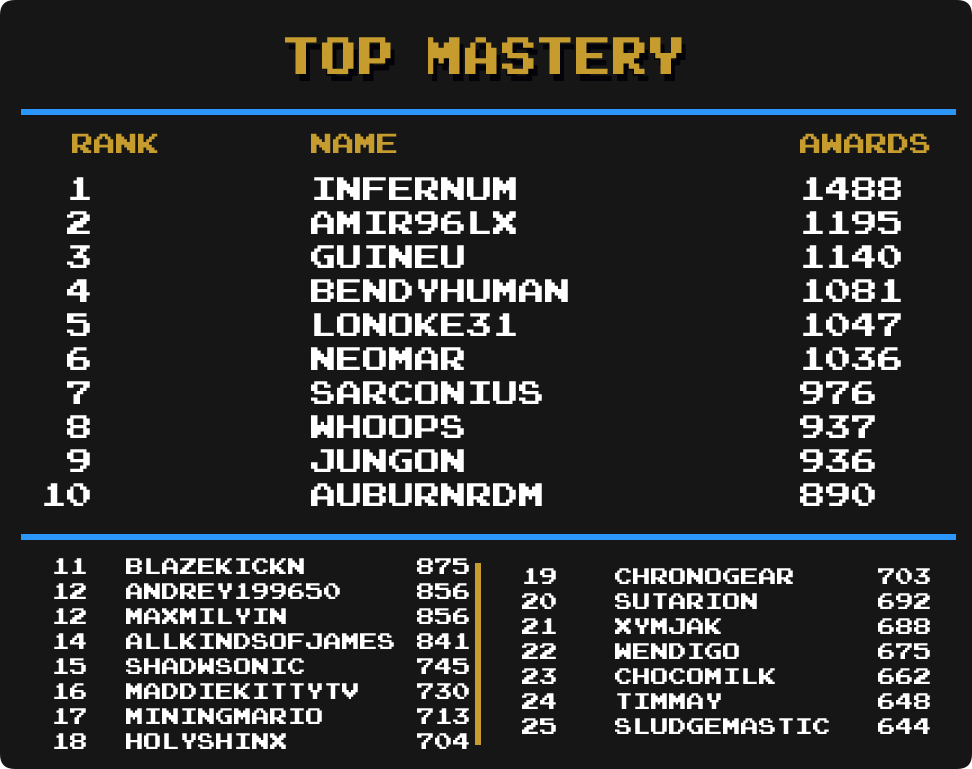 TOP MASTERY
RANK NAME AWARDS
1 INFERNUM 1488
2 AMIR96LX 1195
3 GUINEU 1140
4 BENDYHUMAN 1081
5 LONOKE31 1047
6 NEOMAR 1036
7 SARCONIUS 976
8 WHOOPS 937
9 JUNGON 936
10 AUBURNRDM 890
11 BLAZEKICKN 875
12 ANDREY199650 856
12 MAXMILYIN 856
14 ALLKINDSOFJAMES 841
15 SHADWSONIC 745
16 MADDIEKITTYTV 730
17 MININGMARIO 713
18 HOLYSHINX 704
19 CHRONOGEAR 703
20 SUTARION 692
21 XYMJAK 688
22 WENDIGO 675
23 CHOCOMILK 662
24 TIMMAY 648
25 SLUDGEMASTIC 644